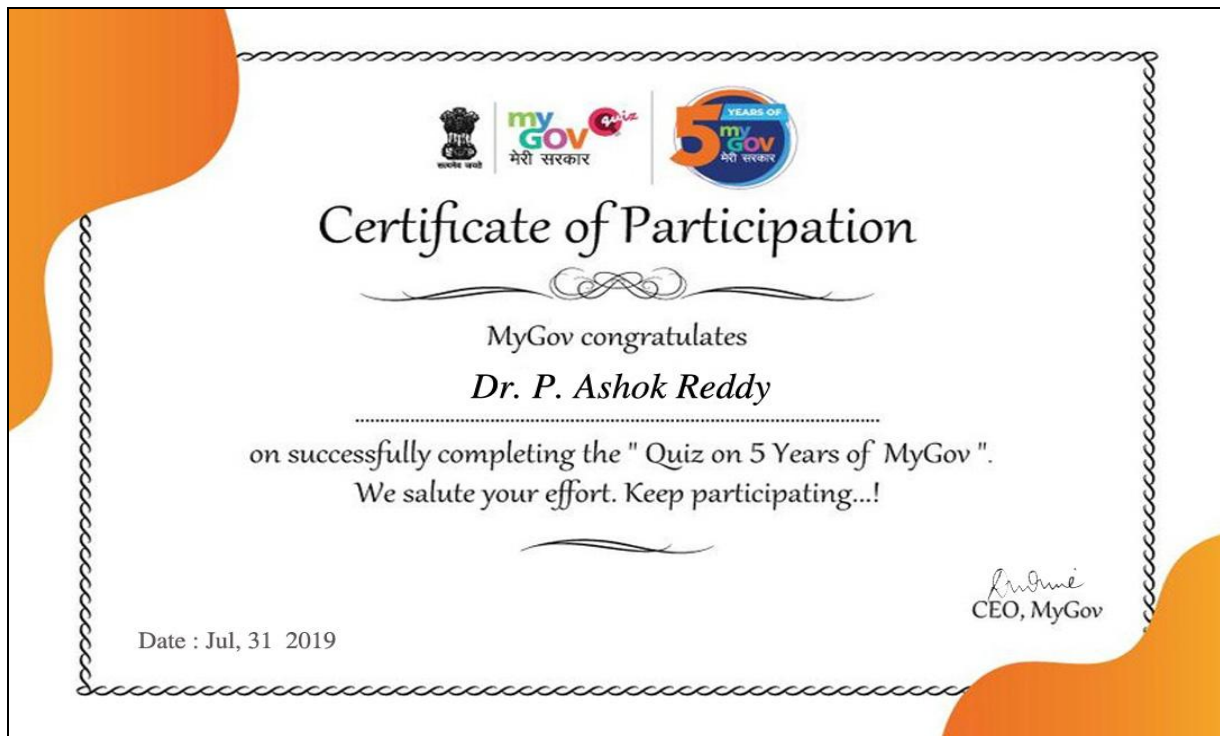 सत्यमेव जयते
my GOV Quiz
मेरी सरकार
5 YEARS OF
my GOV
मेरी सरकार
Certificate of Participation
MyGov congratulates
Dr. P. Ashok Reddy
on successfully completing the " Quiz on 5 Years of MyGov ".
We salute your effort. Keep participating...!
CEO, MyGov
Date : Jul, 31 2019